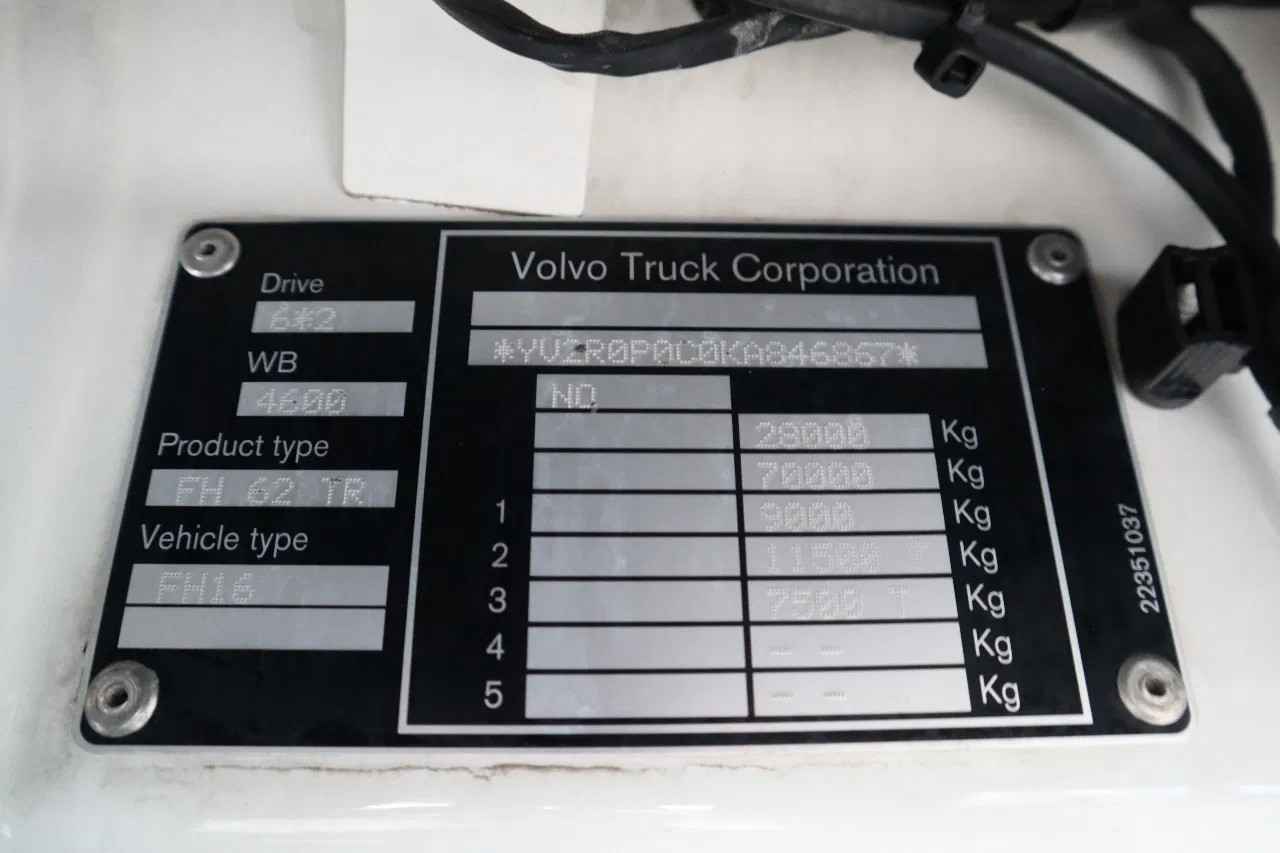 Drive
6*2
WB
4600
Product type
FH 62 TR
Vehicle type
FH16
Volvo Truck Corporation
*YV2R0P0C0KA846867*
NO
28000 Kg
70000 Kg
1 9000 Kg
2 11500 T Kg
3 7500 T Kg
4 -- -- Kg
5 -- -- Kg
22351037